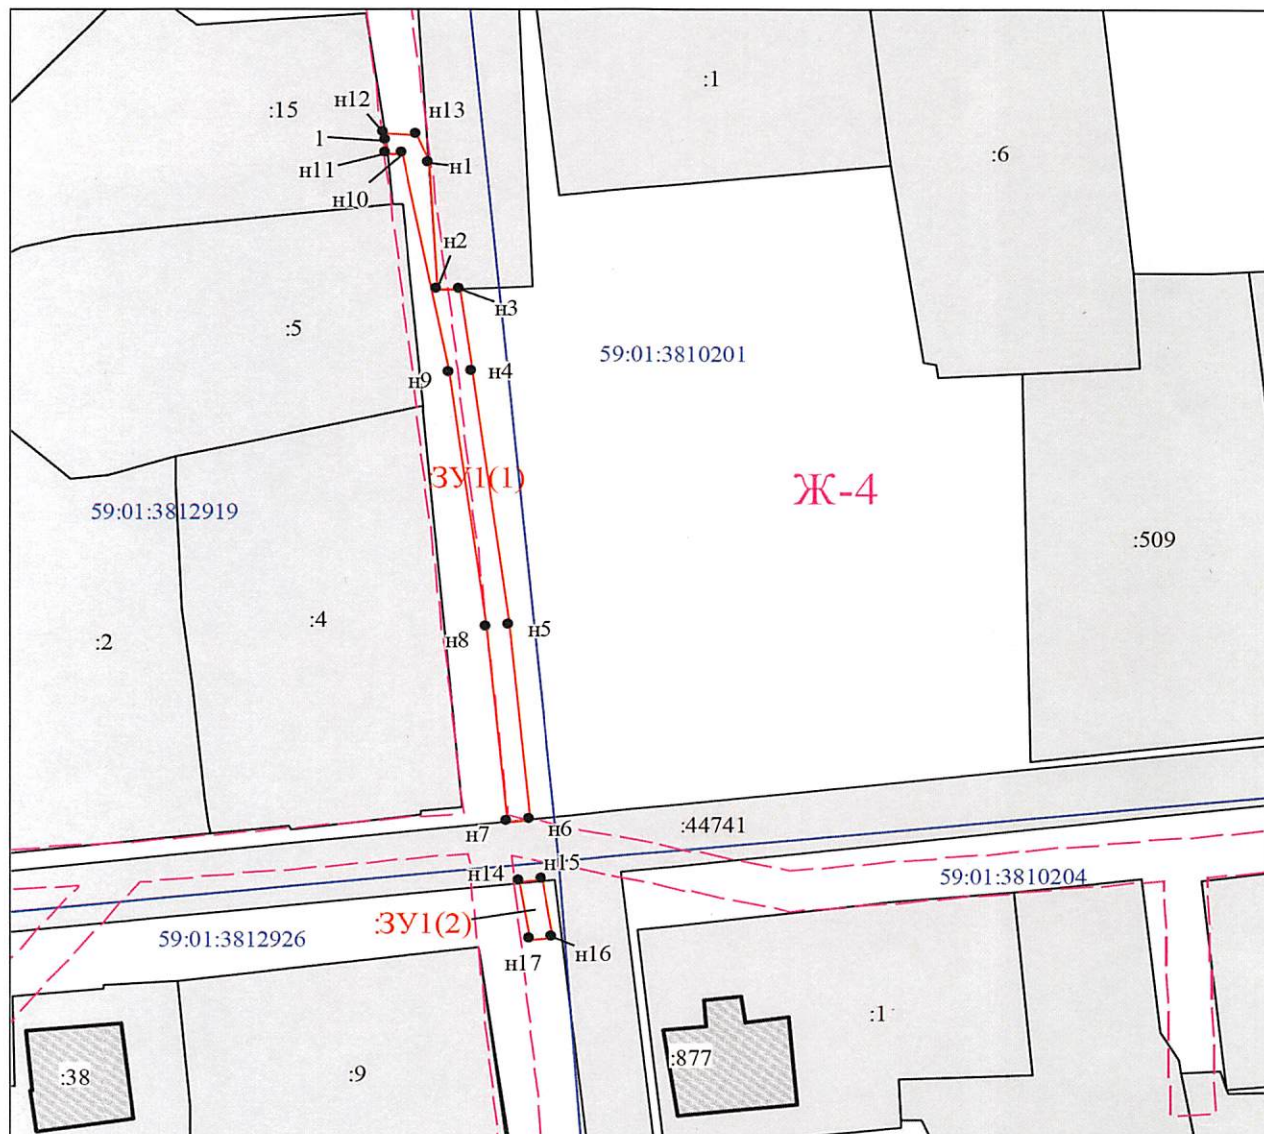 :1
н12
н13
:15
1
:6
н11
н1
н10
н2
н3
:5
59:01:3810201
н9
н4
:ЗУ1(1)
Ж-4
59:01:3812919
:509
:4
н5
:2
н8
н7
н6
:44741
н14
н15
59:01:3810204
:ЗУ1(2)
59:01:3812926
н17
н16
:1
:877
:38
:9